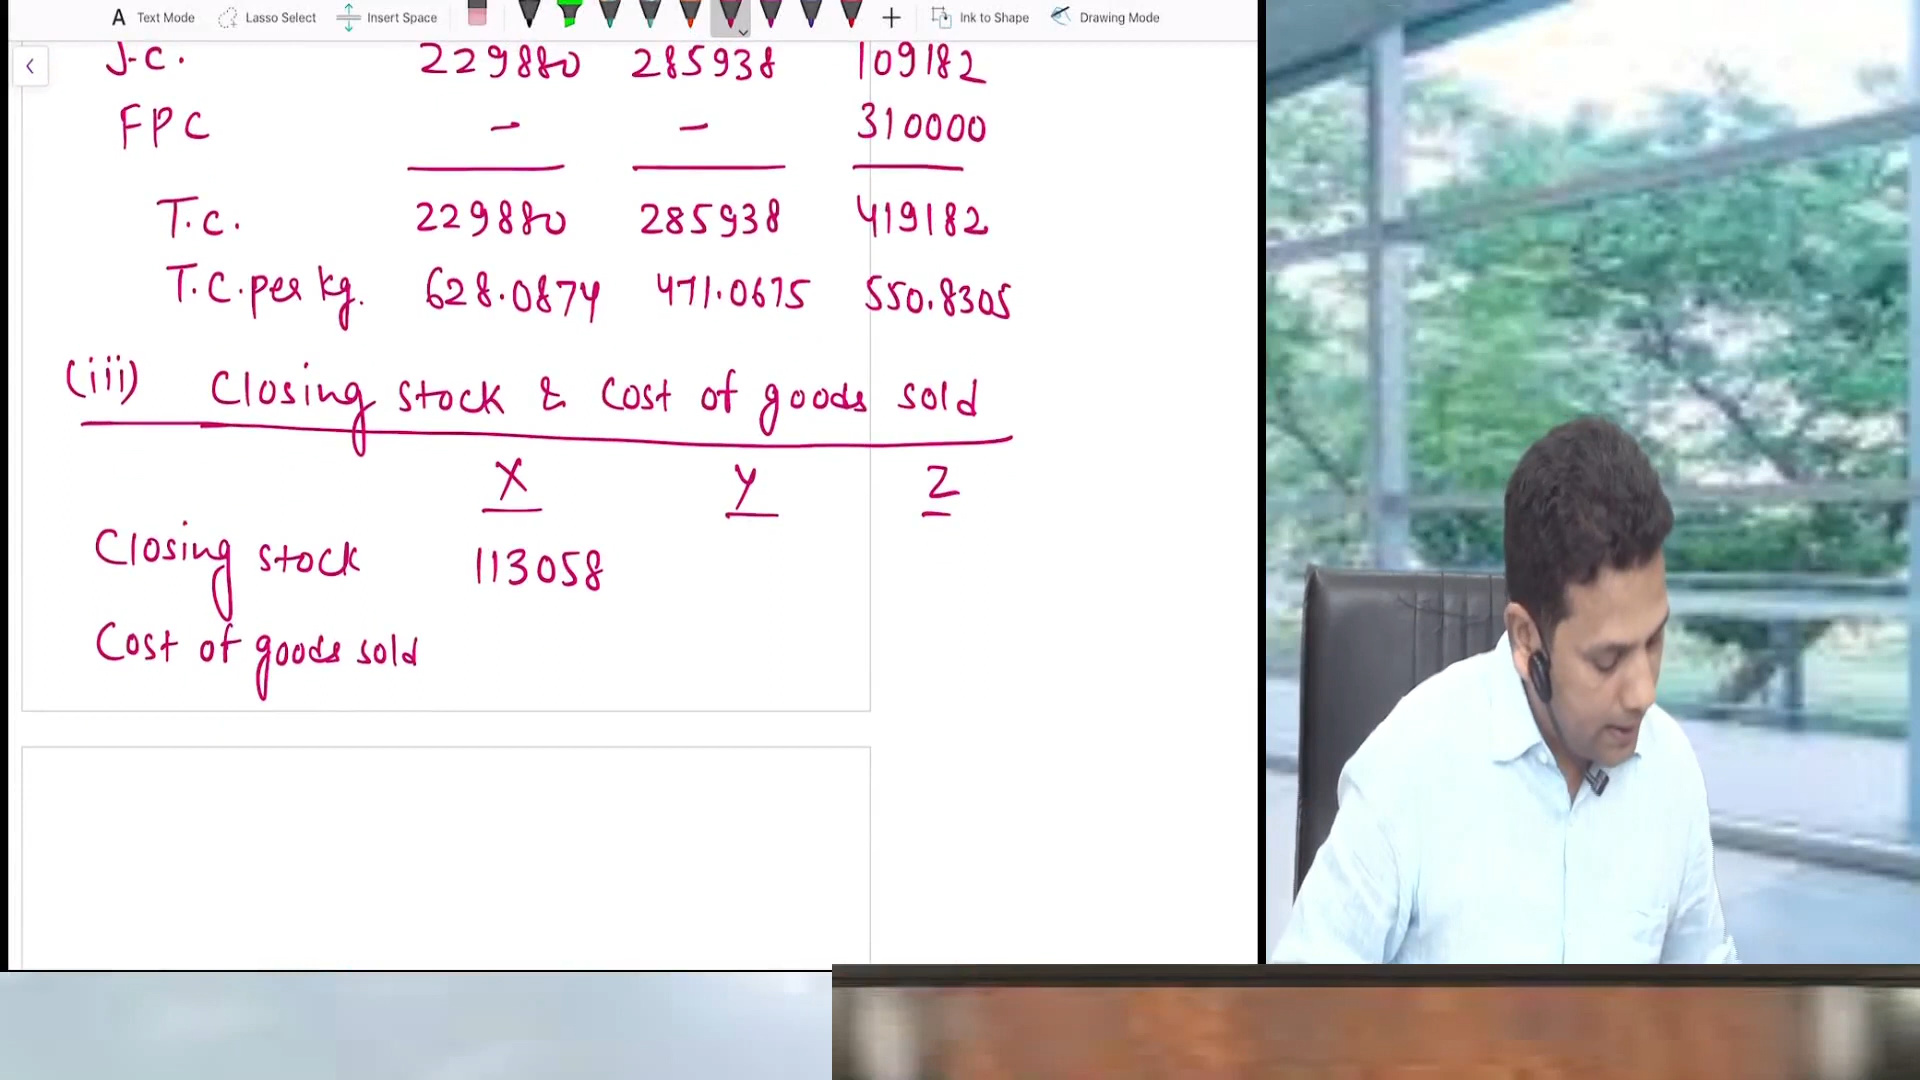 A Text Mode Lasso Select Insert Space + Ink to Shape Drawing Mode
J.C. 229880 285938 109182
FPC - - 310000
T.C. 229880 285938 419182
T.C. per kg. 628.0874 471.0675 550.8305
(iii) Closing stock & Cost of goods sold
X Y Z
Closing stock 113058
Cost of goods sold